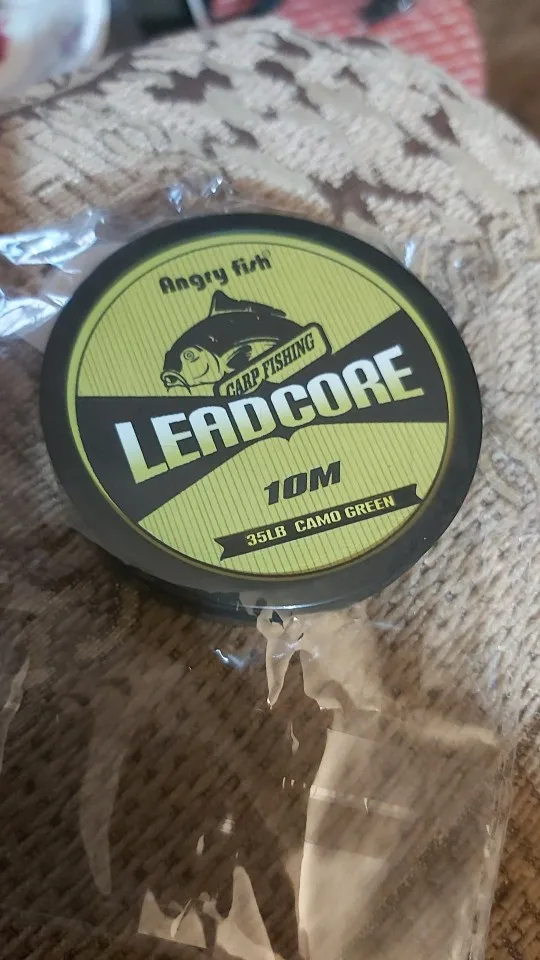 Angry fish
CARP FISHING
LEADCORE
10M
35LB CAMO GREEN